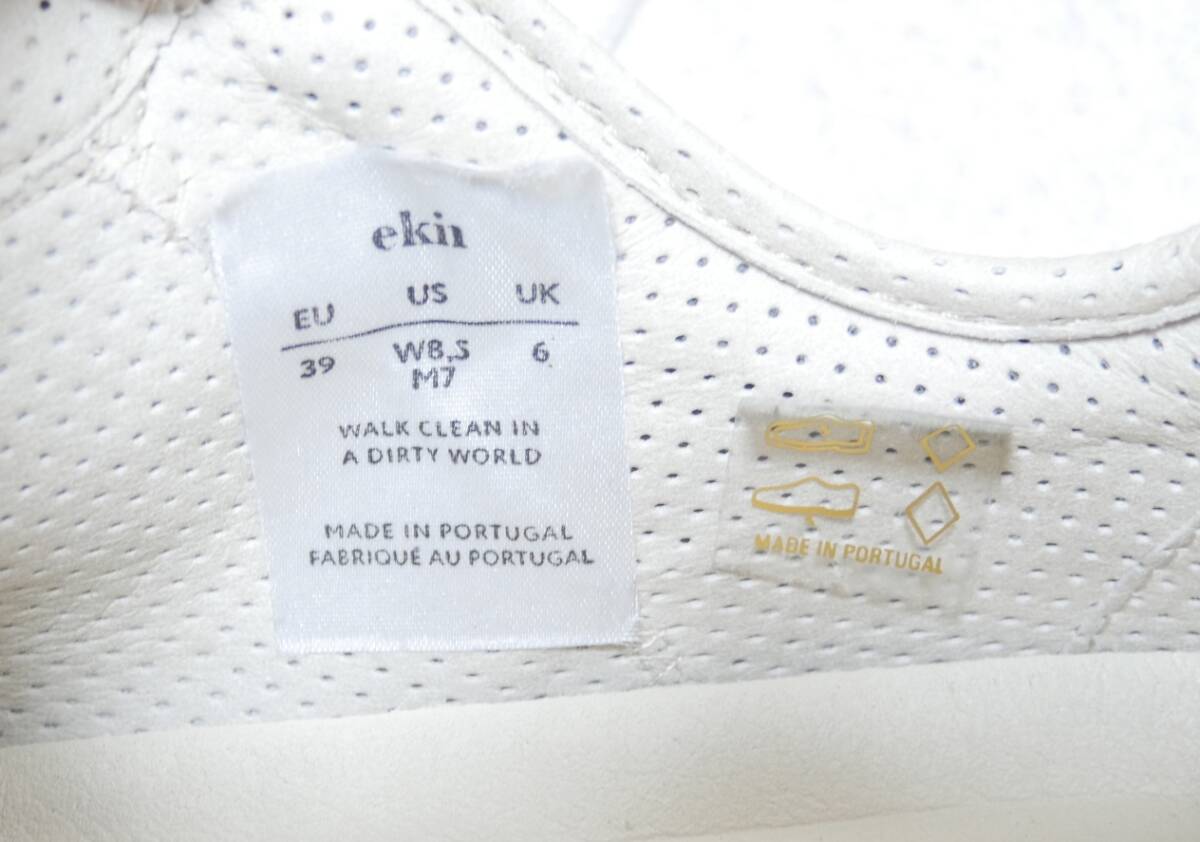 ekn
EU US UK
39 W8,5 6
M7
WALK CLEAN IN
A DIRTY WORLD
MADE IN PORTUGAL
FABRIQUÉ AU PORTUGAL
MADE IN PORTUGAL